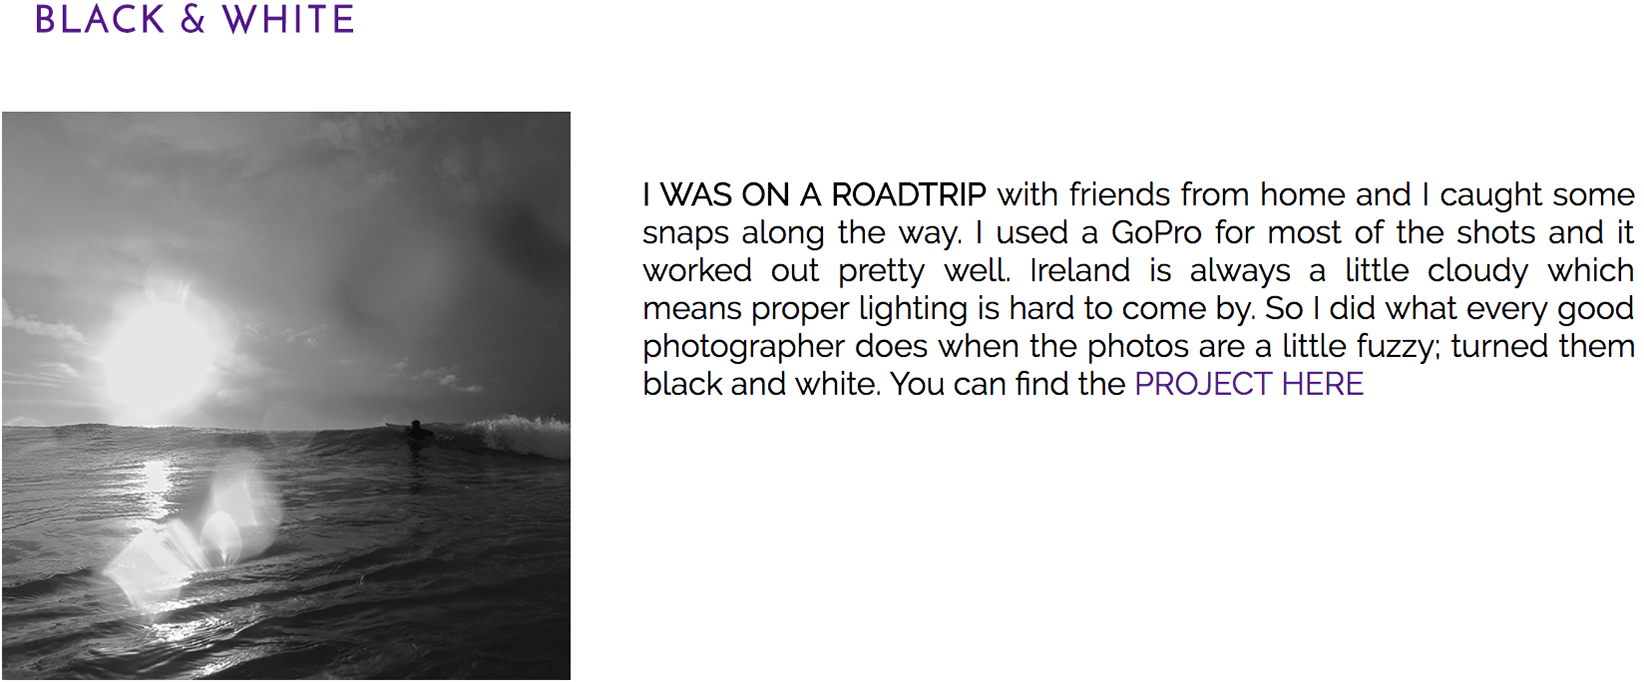 BLACK & WHITE
I WAS ON A ROADTRIP with friends from home and I caught some
snaps along the way. I used a GoPro for most of the shots and it
worked out pretty well. Ireland is always a little cloudy which
means proper lighting is hard to come by. So I did what every good
photographer does when the photos are a little fuzzy; turned them
black and white. You can find the PROJECT HERE